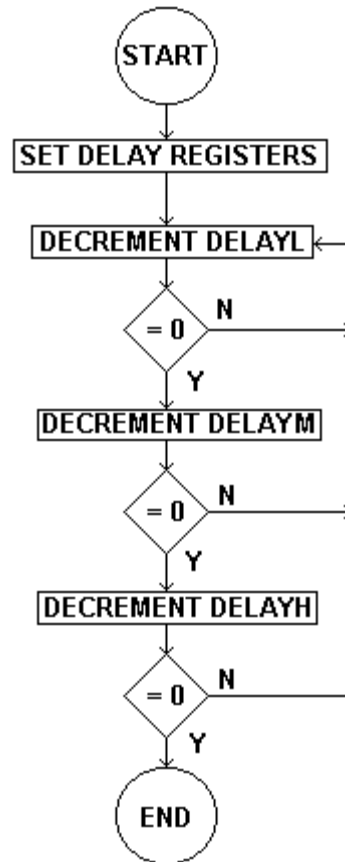 START
SET DELAY REGISTERS
DECREMENT DELAYL
= 0
N
Y
DECREMENT DELAYM
= 0
N
Y
DECREMENT DELAYH
= 0
N
Y
END